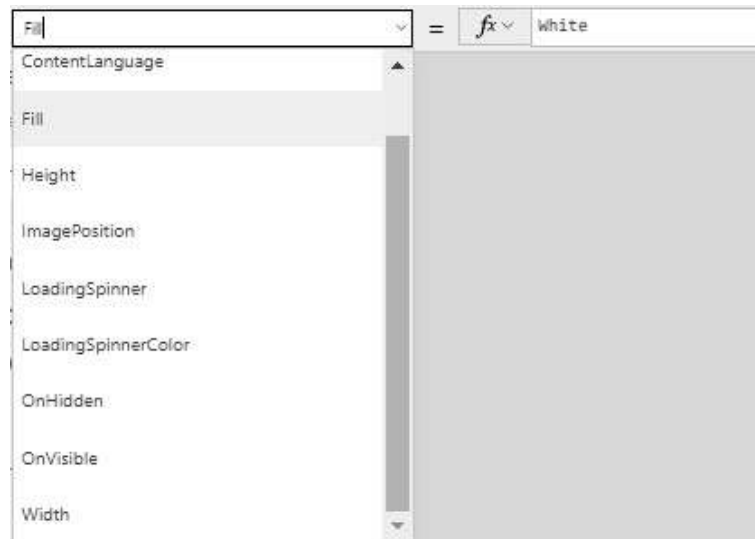 Fill = fx White
ContentLanguage
Fill
Height
ImagePosition
LoadingSpinner
LoadingSpinnerColor
OnHidden
OnVisible
Width